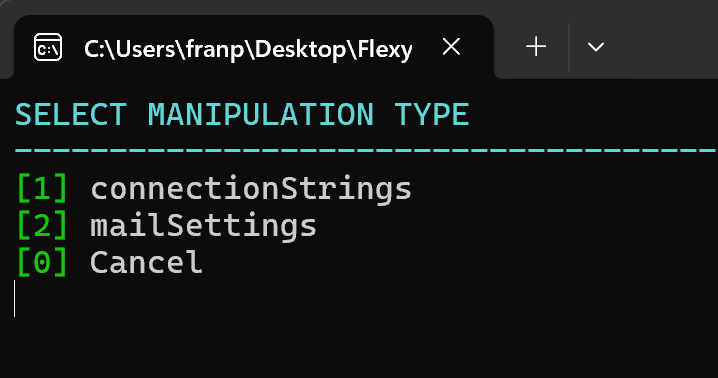 C:\Users\franp\Desktop\Flexy
SELECT MANIPULATION TYPE
-------------------------------------
[1] connectionStrings
[2] mailSettings
[0] Cancel